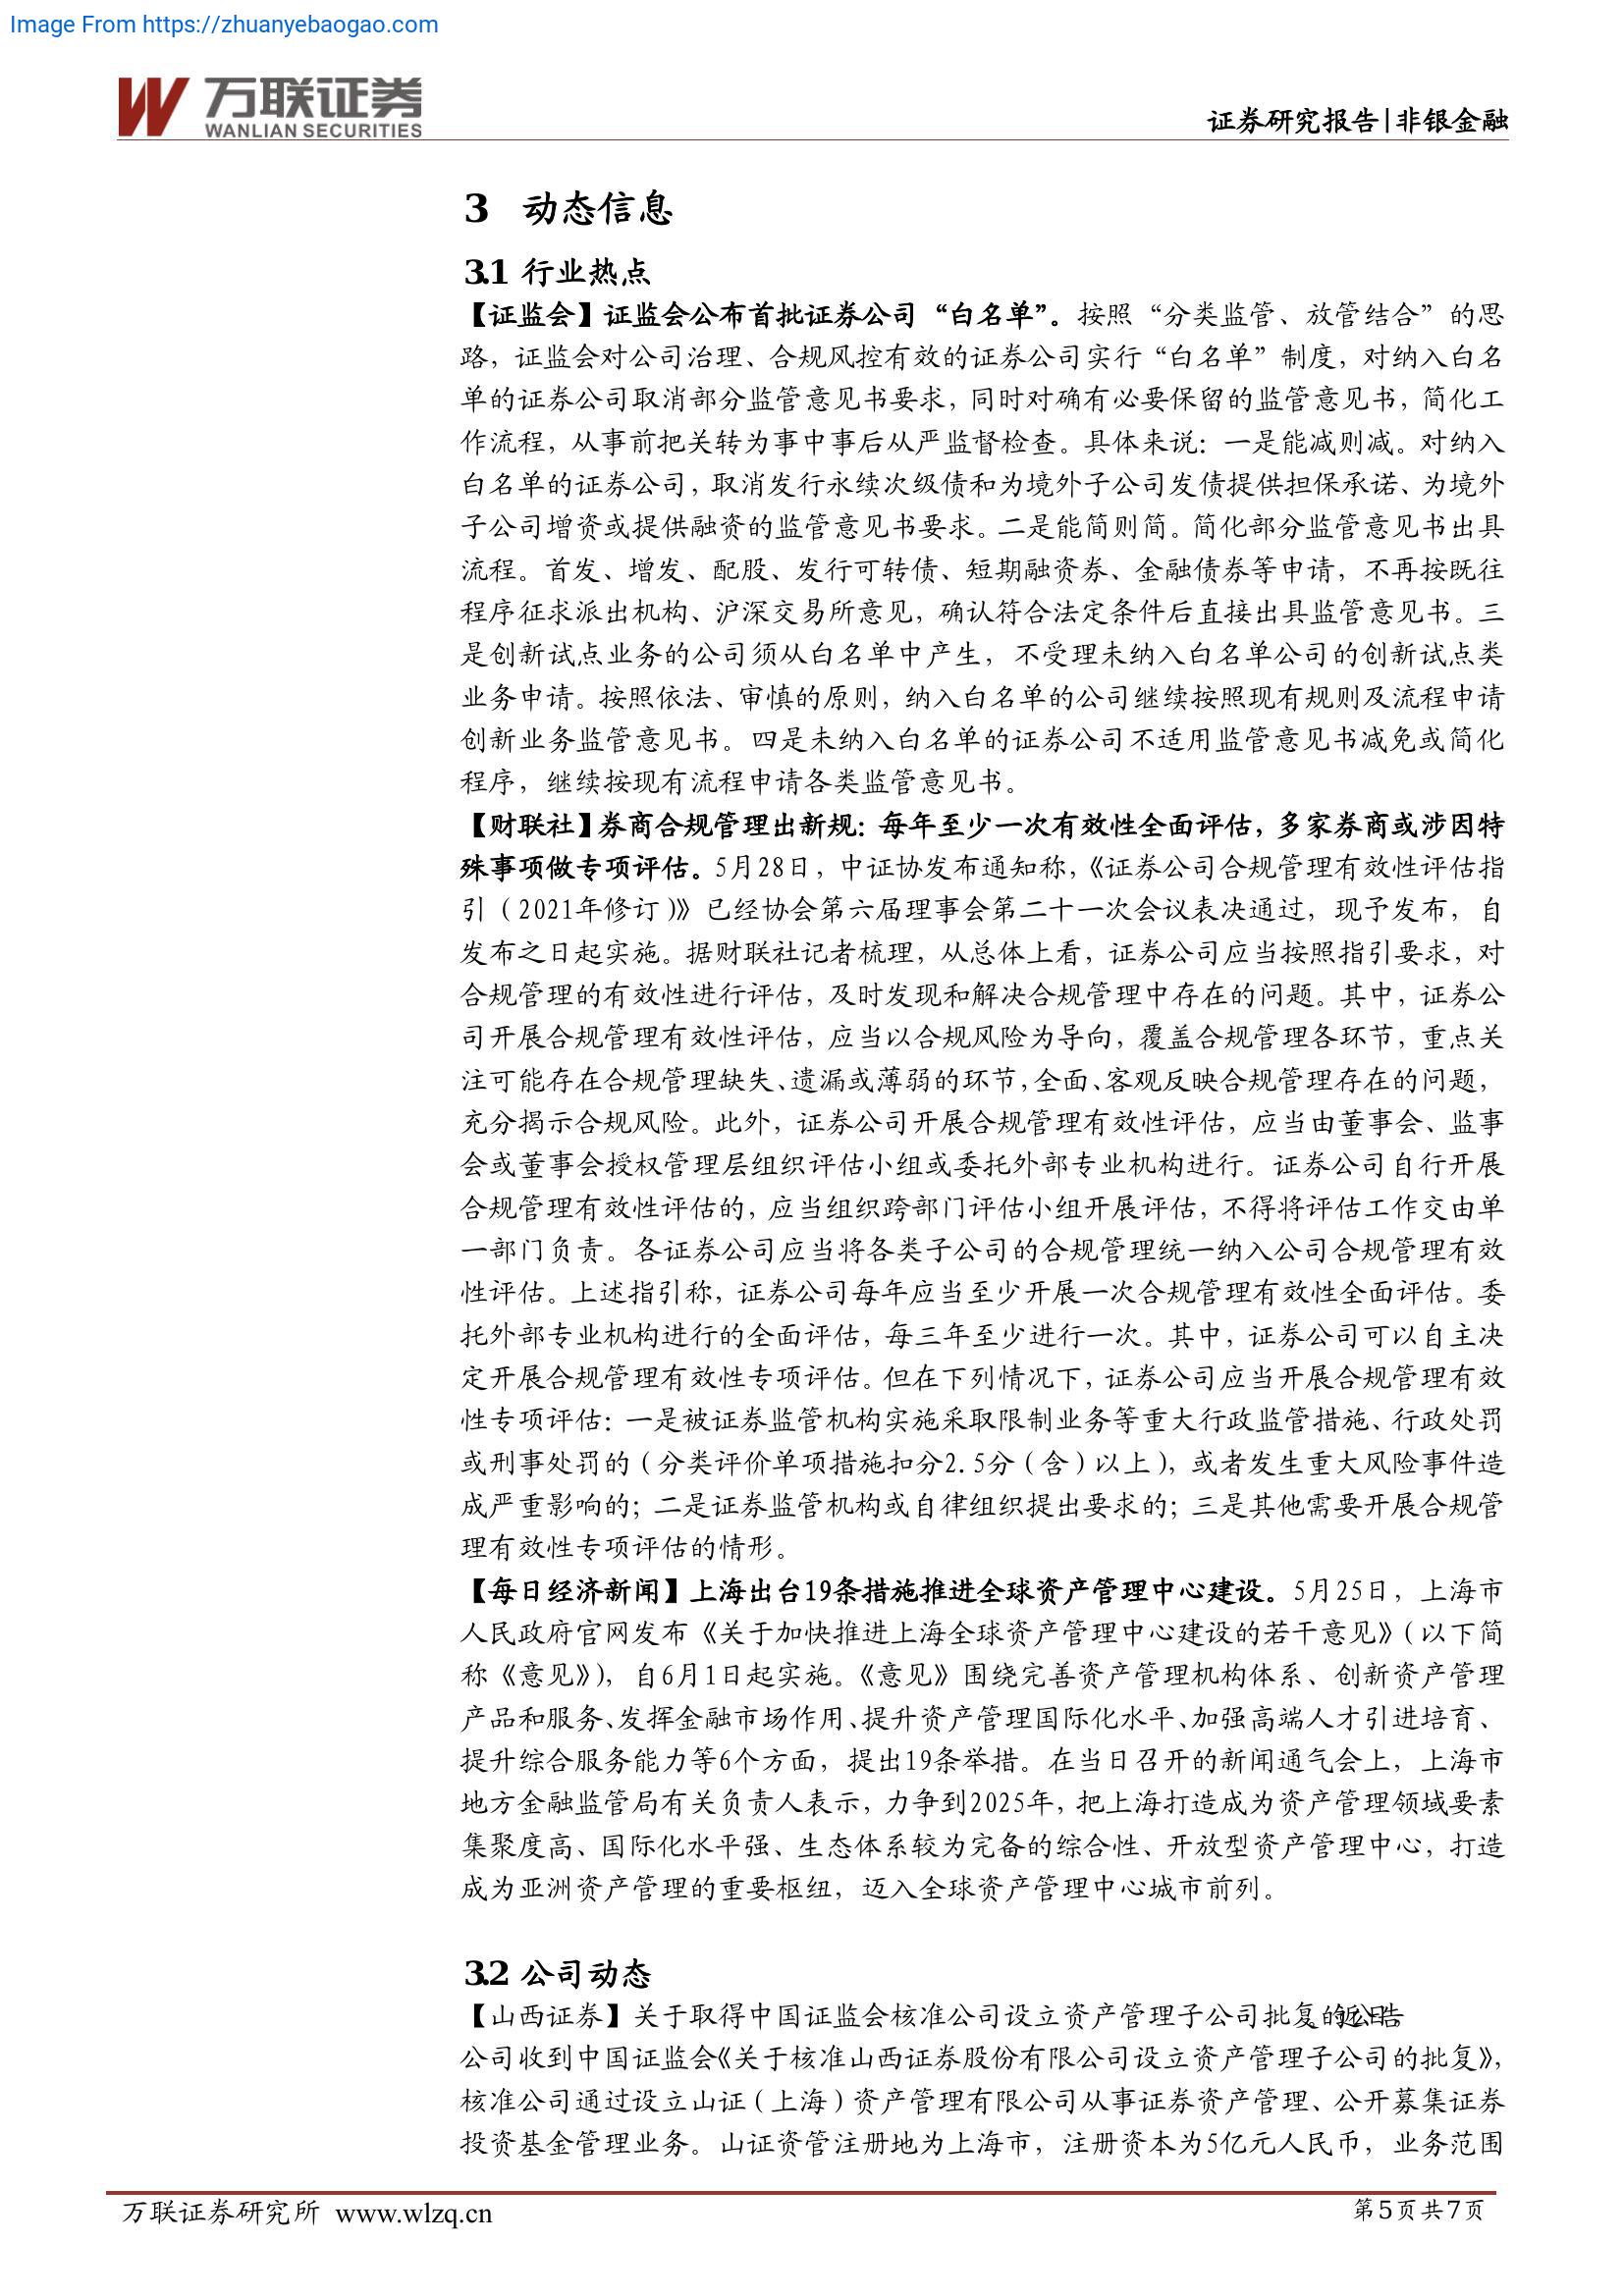 Image From https://zhuanyebaogao.com
万联证券
WANLIAN SECURITIES
证券研究报告|非银金融
3 动态信息
3.1 行业热点
【证监会】证监会公布首批证券公司“白名单”。按照“分类监管、放管结合”的思
路，证监会对公司治理、合规风控有效的证券公司实行“白名单”制度，对纳入白名
单的证券公司取消部分监管意见书要求，同时对确有必要保留的监管意见书，简化工
作流程，从事前把关转为事中事后从严监督检查。具体来说：一是能减则减。对纳入
白名单的证券公司，取消发行永续次级债和为境外子公司发债提供担保承诺、为境外
子公司增资或提供融资的监管意见书要求。二是能简则简。简化部分监管意见书出具
流程。首发、增发、配股、发行可转债、短期融资券、金融债券等申请，不再按既往
程序征求派出机构、沪深交易所意见，确认符合法定条件后直接出具监管意见书。三
是创新试点业务的公司须从白名单中产生，不受理未纳入白名单公司的创新试点类
业务申请。按照依法、审慎的原则，纳入白名单的公司继续按照现有规则及流程申请
创新业务监管意见书。四是未纳入白名单的证券公司不适用监管意见书减免或简化
程序，继续按现有流程申请各类监管意见书。
【财联社】券商合规管理出新规：每年至少一次有效性全面评估，多家券商或涉因特
殊事项做专项评估。5月28日，中证协发布通知称，《证券公司合规管理有效性评估指
引（2021年修订）》已经协会第六届理事会第二十一次会议表决通过，现予发布，自
发布之日起实施。据财联社记者梳理，从总体上看，证券公司应当按照指引要求，对
合规管理的有效性进行评估，及时发现和解决合规管理中存在的问题。其中，证券公
司开展合规管理有效性评估，应当以合规风险为导向，覆盖合规管理各环节，重点关
注可能存在合规管理缺失、遗漏或薄弱的环节，全面、客观反映合规管理存在的问题，
充分揭示合规风险。此外，证券公司开展合规管理有效性评估，应当由董事会、监事
会或董事会授权管理层组织评估小组或委托外部专业机构进行。证券公司自行开展
合规管理有效性评估的，应当组织跨部门评估小组开展评估，不得将评估工作交由单
一部门负责。各证券公司应当将各类子公司的合规管理统一纳入公司合规管理有效
性评估。上述指引称，证券公司每年应当至少开展一次合规管理有效性全面评估。委
托外部专业机构进行的全面评估，每三年至少进行一次。其中，证券公司可以自主决
定开展合规管理有效性专项评估。但在下列情况下，证券公司应当开展合规管理有效
性专项评估：一是被证券监管机构实施采取限制业务等重大行政监管措施、行政处罚
或刑事处罚的（分类评价单项措施扣分2.5分（含）以上），或者发生重大风险事件造
成严重影响的；二是证券监管机构或自律组织提出要求的；三是其他需要开展合规管
理有效性专项评估的情形。
【每日经济新闻】上海出台19条措施推进全球资产管理中心建设。5月25日，上海市
人民政府官网发布《关于加快推进上海全球资产管理中心建设的若干意见》（以下简
称《意见》），自6月1日起实施。《意见》围绕完善资产管理机构体系、创新资产管理
产品和服务、发挥金融市场作用、提升资产管理国际化水平、加强高端人才引进培育、
提升综合服务能力等6个方面，提出19条举措。在当日召开的新闻通气会上，上海市
地方金融监管局有关负责人表示，力争到2025年，把上海打造成为资产管理领域要素
集聚度高、国际化水平强、生态体系较为完备的综合性、开放型资产管理中心，打造
成为亚洲资产管理的重要枢纽，迈入全球资产管理中心城市前列。
3.2 公司动态
【山西证券】关于取得中国证监会核准公司设立资产管理子公司批复的公告。近日，
公司收到中国证监会《关于核准山西证券股份有限公司设立资产管理子公司的批复》，
核准公司通过设立山证（上海）资产管理有限公司从事证券资产管理、公开募集证券
投资基金管理业务。山证资管注册地为上海市，注册资本为5亿元人民币，业务范围
万联证券研究所 www.wlzq.cn
第5页共7页